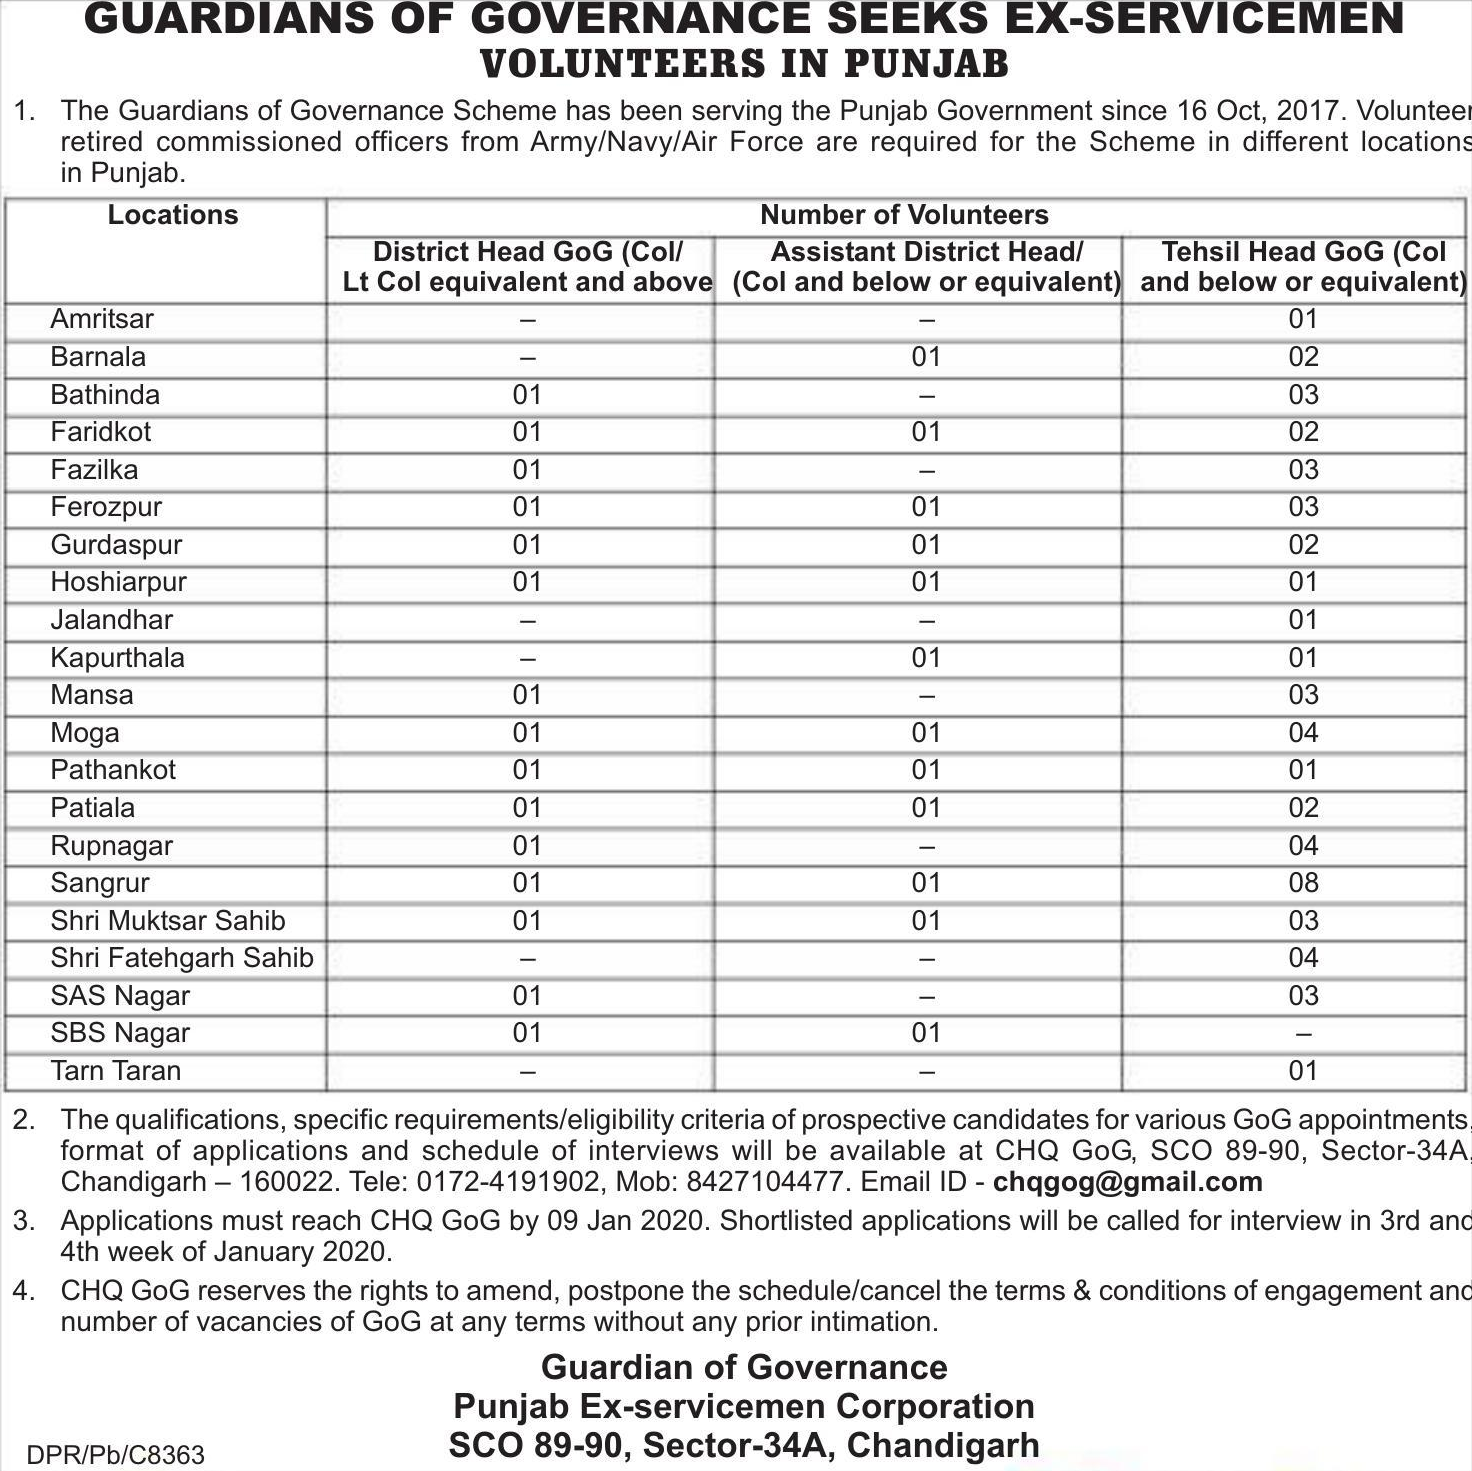 GUARDIANS OF GOVERNANCE SEEKS EX-SERVICEMEN
VOLUNTEERS IN PUNJAB
1. The Guardians of Governance Scheme has been serving the Punjab Government since 16 Oct, 2017. Volunteer
retired commissioned officers from Army/Navy/Air Force are required for the Scheme in different locations
in Punjab.
Locations Number of Volunteers
District Head GoG (Col/ Assistant District Head/ Tehsil Head GoG (Col
Lt Col equivalent and above (Col and below or equivalent) and below or equivalent)
Amritsar – – 01
Barnala – 01 02
Bathinda 01 – 03
Faridkot 01 01 02
Fazilka 01 – 03
Ferozpur 01 01 03
Gurdaspur 01 01 02
Hoshiarpur 01 01 01
Jalandhar – – 01
Kapurthala – 01 01
Mansa 01 – 03
Moga 01 01 04
Pathankot 01 01 01
Patiala 01 01 02
Rupnagar 01 – 04
Sangrur 01 01 08
Shri Muktsar Sahib 01 01 03
Shri Fatehgarh Sahib – – 04
SAS Nagar 01 – 03
SBS Nagar 01 01 –
Tarn Taran – – 01
2. The qualifications, specific requirements/eligibility criteria of prospective candidates for various GoG appointments,
format of applications and schedule of interviews will be available at CHQ GoG, SCO 89-90, Sector-34A,
Chandigarh – 160022. Tele: 0172-4191902, Mob: 8427104477. Email ID - chqgog@gmail.com
3. Applications must reach CHQ GoG by 09 Jan 2020. Shortlisted applications will be called for interview in 3rd and
4th week of January 2020.
4. CHQ GoG reserves the rights to amend, postpone the schedule/cancel the terms & conditions of engagement and
number of vacancies of GoG at any terms without any prior intimation.
Guardian of Governance
Punjab Ex-servicemen Corporation
SCO 89-90, Sector-34A, Chandigarh
DPR/Pb/C8363